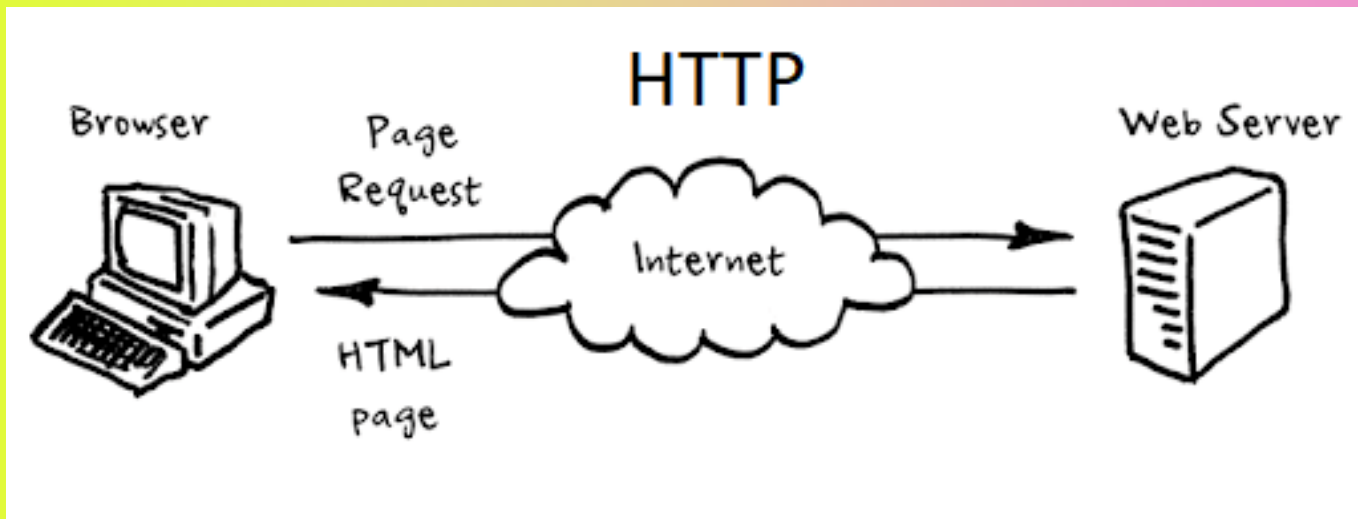 HTTP
Browser
Page
Request
Internet
Web Server
HTML
page